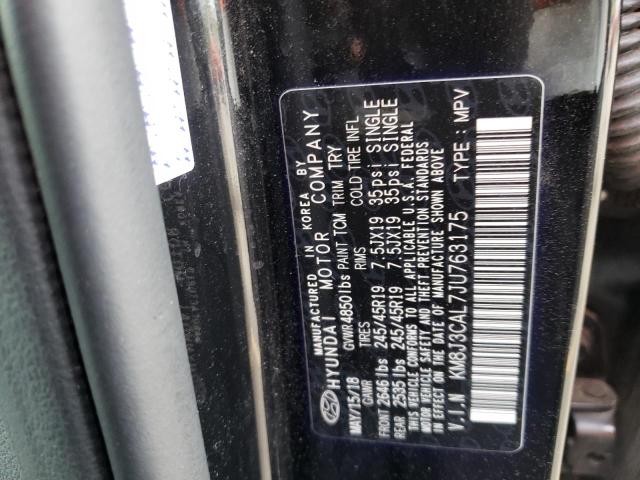 MANUFACTURED IN KOREA BY
HYUNDAI MOTOR COMPANY
MAY/15/18 GVWR 4850lbs PAINT TCM TRIM TRY
GAWR TIRES RIMS COLD TIRE INFL
FRONT 2646 lbs 245/45R19 7.5JX19 35psi SINGLE
REAR 2535lbs 245/45R19 7.5JX19 35psi SINGLE
THIS VEHICLE CONFORMS TO ALL APPLICABLE U.S.A. FEDERAL
MOTOR VEHICLE SAFETY AND THEFT PREVENTION STANDARDS
IN EFFECT ON THE DATE OF MANUFACTURE SHOWN ABOVE
V.I.N KM8J3CAL7JU763175 TYPE : MPV